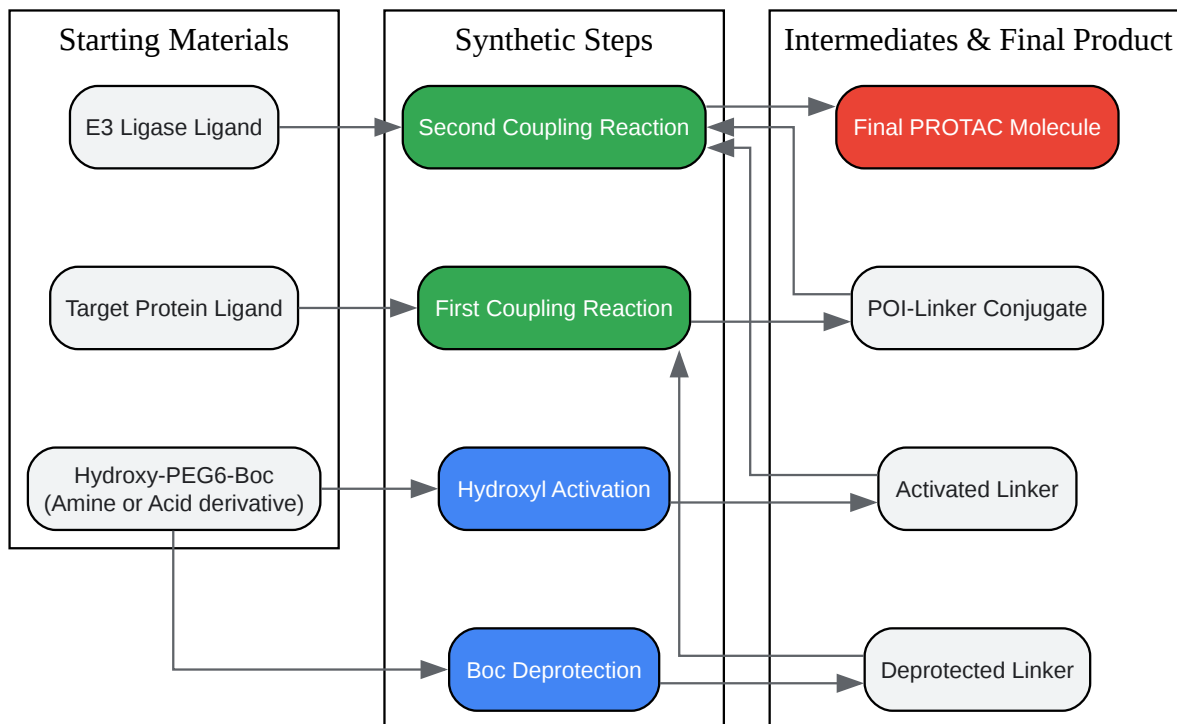 Starting Materials
E3 Ligase Ligand
Target Protein Ligand
Hydroxy-PEG6-Boc
(Amine or Acid derivative)
Synthetic Steps
Second Coupling Reaction
First Coupling Reaction
Hydroxyl Activation
Boc Deprotection
Intermediates & Final Product
Final PROTAC Molecule
POI-Linker Conjugate
Activated Linker
Deprotected Linker